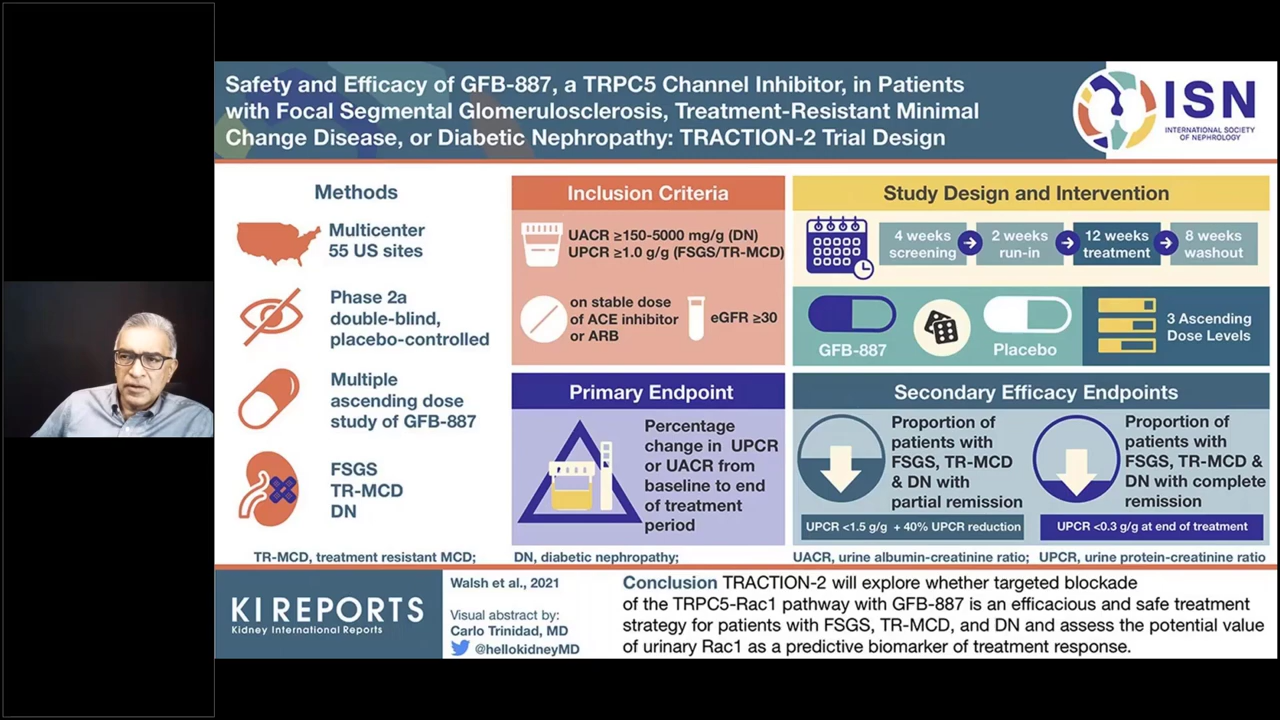 Safety and Efficacy of GFB-887, a TRPC5 Channel Inhibitor, in Patients
with Focal Segmental Glomerulosclerosis, Treatment-Resistant Minimal
Change Disease, or Diabetic Nephropathy: TRACTION-2 Trial Design
ISN
INTERNATIONAL SOCIETY
OF NEPHROLOGY
Methods
Multicenter
55 US sites
Phase 2a
double-blind,
placebo-controlled
Multiple
ascending dose
study of GFB-887
FSGS
TR-MCD
DN
Inclusion Criteria
UACR ≥150-5000 mg/g (DN)
UPCR ≥1.0 g/g (FSGS/TR-MCD)
on stable dose
of ACE inhibitor
or ARB
eGFR ≥30
Primary Endpoint
Percentage
change in UPCR
or UACR from
baseline to end
of treatment
period
Study Design and Intervention
4 weeks
screening
2 weeks
run-in
12 weeks
treatment
8 weeks
washout
GFB-887
Placebo
3 Ascending
Dose Levels
Secondary Efficacy Endpoints
Proportion of
patients with
FSGS, TR-MCD
& DN with
partial remission
UPCR <1.5 g/g + 40% UPCR reduction
Proportion of
patients with
FSGS, TR-MCD &
DN with complete
remission
UPCR <0.3 g/g at end of treatment
TR-MCD, treatment resistant MCD; DN, diabetic nephropathy; UACR, urine albumin-creatinine ratio; UPCR, urine protein-creatinine ratio
KI REPORTS
Kidney International Reports
Walsh et al., 2021
Visual abstract by:
Carlo Trinidad, MD
@hellokidneyMD
Conclusion TRACTION-2 will explore whether targeted blockade
of the TRPC5-Rac1 pathway with GFB-887 is an efficacious and safe treatment
strategy for patients with FSGS, TR-MCD, and DN and assess the potential value
of urinary Rac1 as a predictive biomarker of treatment response.